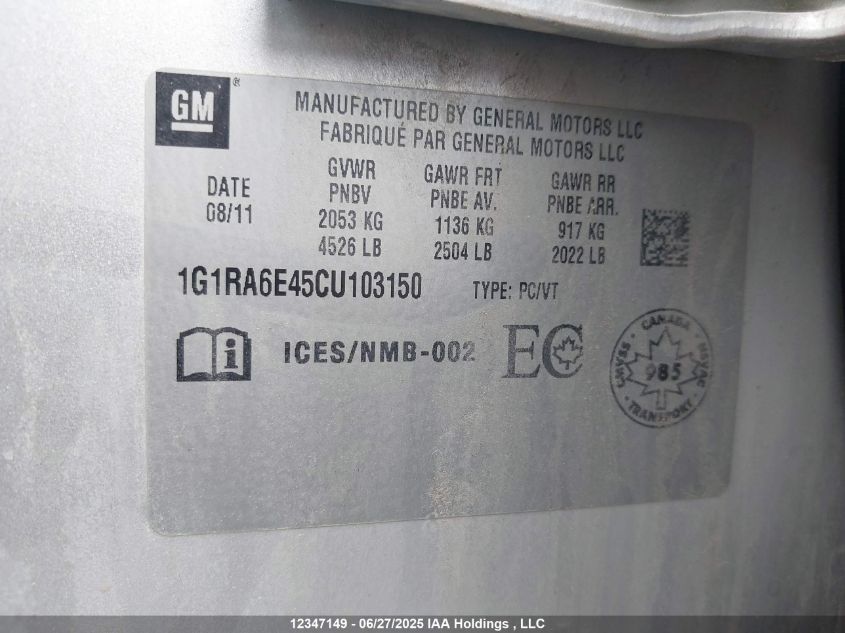 GM®
MANUFACTURED BY GENERAL MOTORS LLC
FABRIQUÉ PAR GENERAL MOTORS LLC
DATE
08/11
GVWR
PNBV
2053 KG
4526 LB
GAWR FRT
PNBE AV.
1136 KG
2504 LB
GAWR RR
PNBE ARR.
917 KG
2022 LB
1G1RA6E45CU103150 TYPE: PC/VT
i ICES/NMB-002 EC
CANADA
CMVSS 985 NSVAC
TRANSPORT
12347149 - 06/27/2025 IAA Holdings , LLC